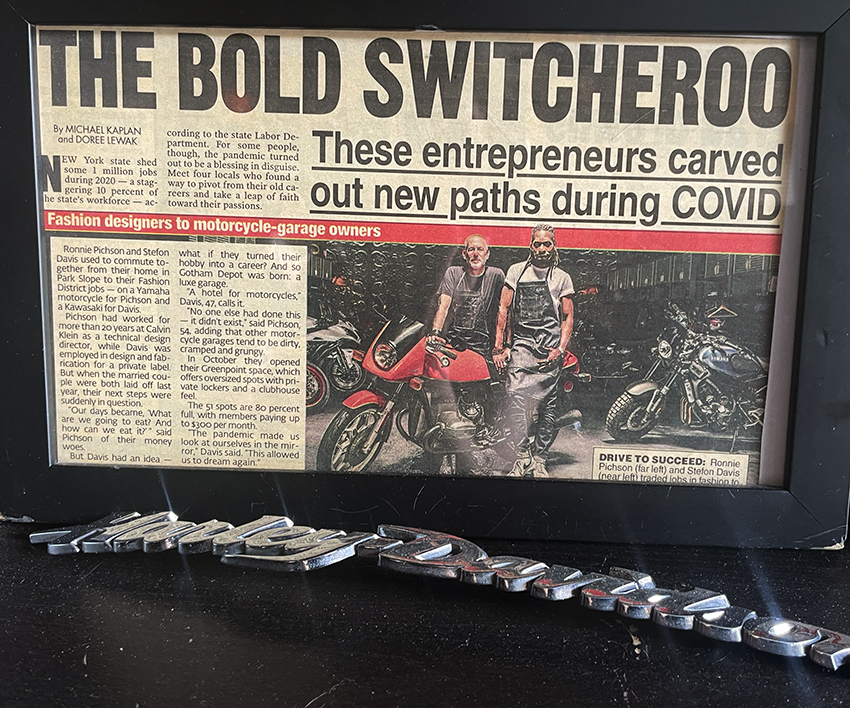 THE BOLD SWITCHEROO
By MICHAEL KAPLAN
and DOREE LEWAK
NEW York state shed
some 1 million jobs
during 2020 — a stag-
gering 10 percent of
he state's workforce — ac-
cording to the state Labor De-
partment. For some people,
though, the pandemic turned
out to be a blessing in disguise.
Meet four locals who found a
way to pivot from their old ca-
reers and take a leap of faith
toward their passions.
These entrepreneurs carved
out new paths during COVID
Fashion designers to motorcycle-garage owners
Ronnie Pichson and Stefon
Davis used to commute to-
gether from their home in
Park Slope to their Fashion
District jobs — on a Yamaha
motorcycle for Pichson and
a Kawasaki for Davis.
Pichson had worked for
more than 20 years at Calvin
Klein as a technical design
director, while Davis was
employed in design and fab-
rication for a private label.
But when the married cou-
ple were both laid off last
year, their next steps were
suddenly in question.
"Our days became, 'What
are we going to eat? And
how can we eat it?' " said
Pichson of their money
woes.
But Davis had an idea —
what if they turned their
hobby into a career? And so
Gotham Depot was born: a
luxe garage.
"A hotel for motorcycles,"
Davis, 47, calls it.
"No one else had done this
— it didn't exist," said Pichson,
54, adding that other motor-
cycle garages tend to be dirty,
cramped and grungy.
In October they opened
their Greenpoint space, which
offers oversized spots with pri-
vate lockers and a clubhouse
feel.
The 51 spots are 80 percent
full, with members paying up
to $300 per month.
"The pandemic made us
look at ourselves in the mir-
ror," Davis said. "This allowed
us to dream again."
YAMAHA
DRIVE TO SUCCEED: Ronnie
Pichson (far left) and Stefon Davis
(near left) traded jobs in fashion to
Harley-Davidson